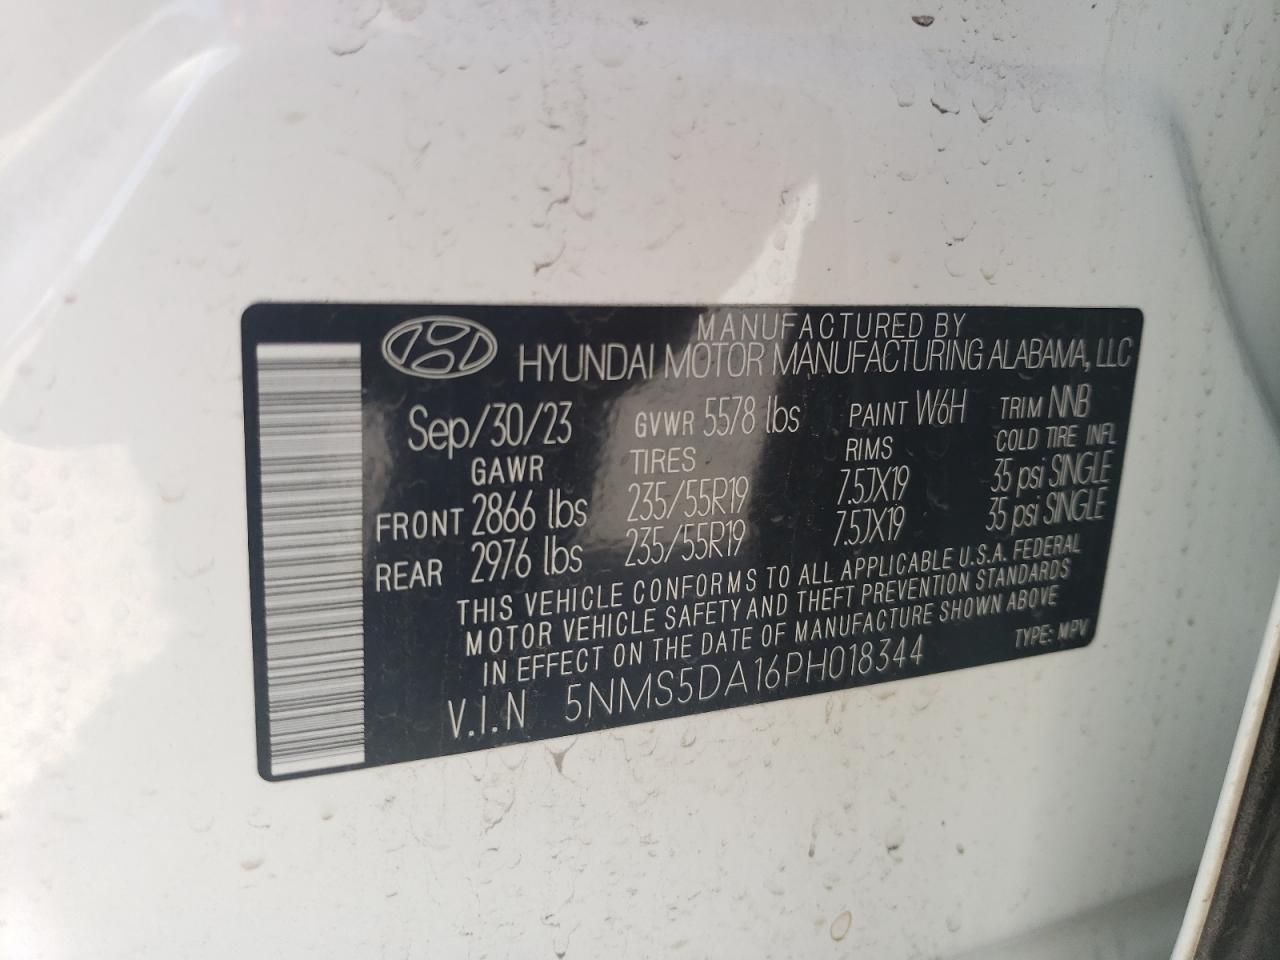 MANUFACTURED BY
HYUNDAI MOTOR MANUFACTURING ALABAMA, LLC
Sep/30/23 GVWR 5578 lbs PAINT W6H TRIM NNB
GAWR TIRES RIMS COLD TIRE INFL
FRONT 2866 lbs 235/55R19 7.5JX19 35 psi SINGLE
REAR 2976 lbs 235/55R19 7.5JX19 35 psi SINGLE
THIS VEHICLE CONFORMS TO ALL APPLICABLE U.S.A. FEDERAL
MOTOR VEHICLE SAFETY AND THEFT PREVENTION STANDARDS
IN EFFECT ON THE DATE OF MANUFACTURE SHOWN ABOVE
V.I.N 5NMS5DA16PH018344 TYPE: MPV